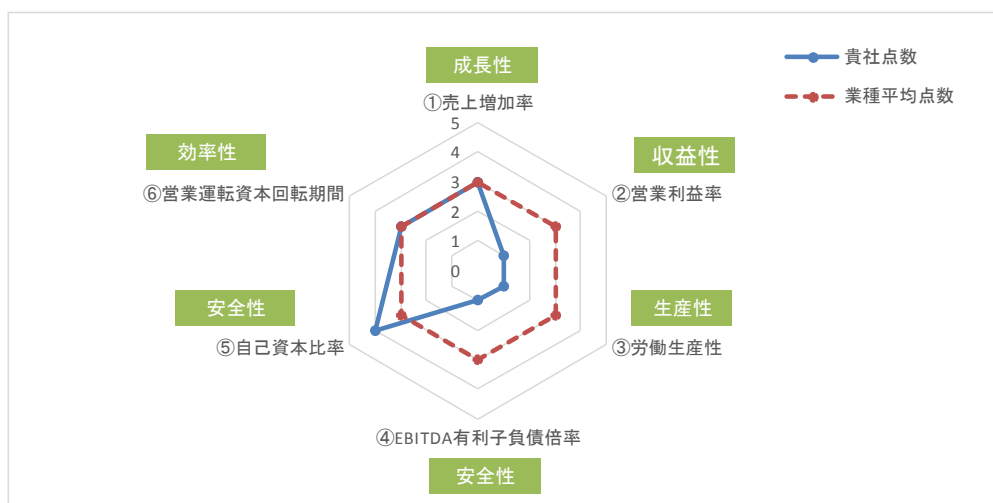 貴社点数
業種平均点数
成長性
①売上増加率
収益性
②営業利益率
生産性
③労働生産性
④EBITDA有利子負債倍率
安全性
安全性
⑤自己資本比率
効率性
⑥営業運転資本回転期間
5
4
3
2
1
0